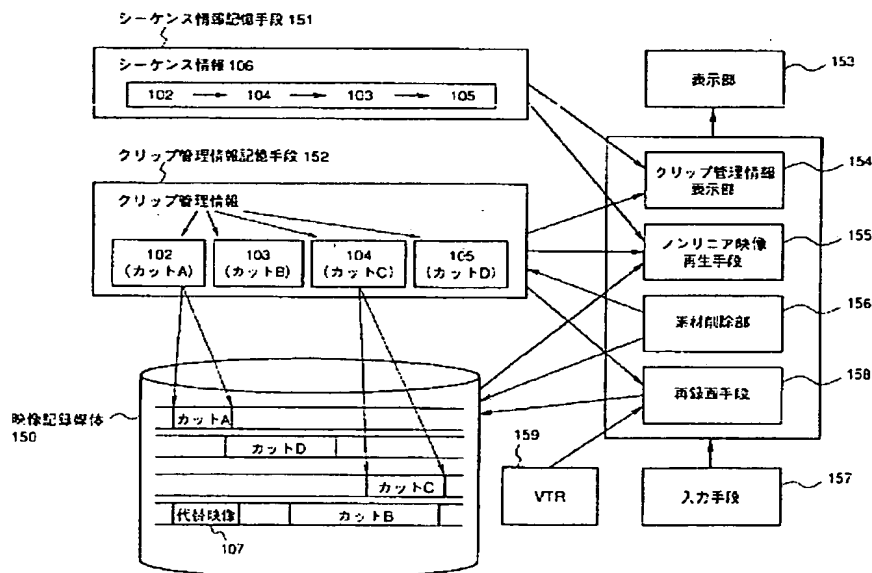 シーケンス情報記憶手段 151
シーケンス情報 106
102 104 103 105
クリップ管理情報記憶手段 152
クリップ管理情報
102
(カットA)
103
(カットB)
104
(カットC)
105
(カットD)
映像記録媒体
150
カットA
カットD
カットC
代替映像
カットB
107
159
VTR
153
表示部
154
クリップ管理情報
表示部
155
ノンリニア映像
再生手段
156
素材削除部
158
再録画手段
157
入力手段